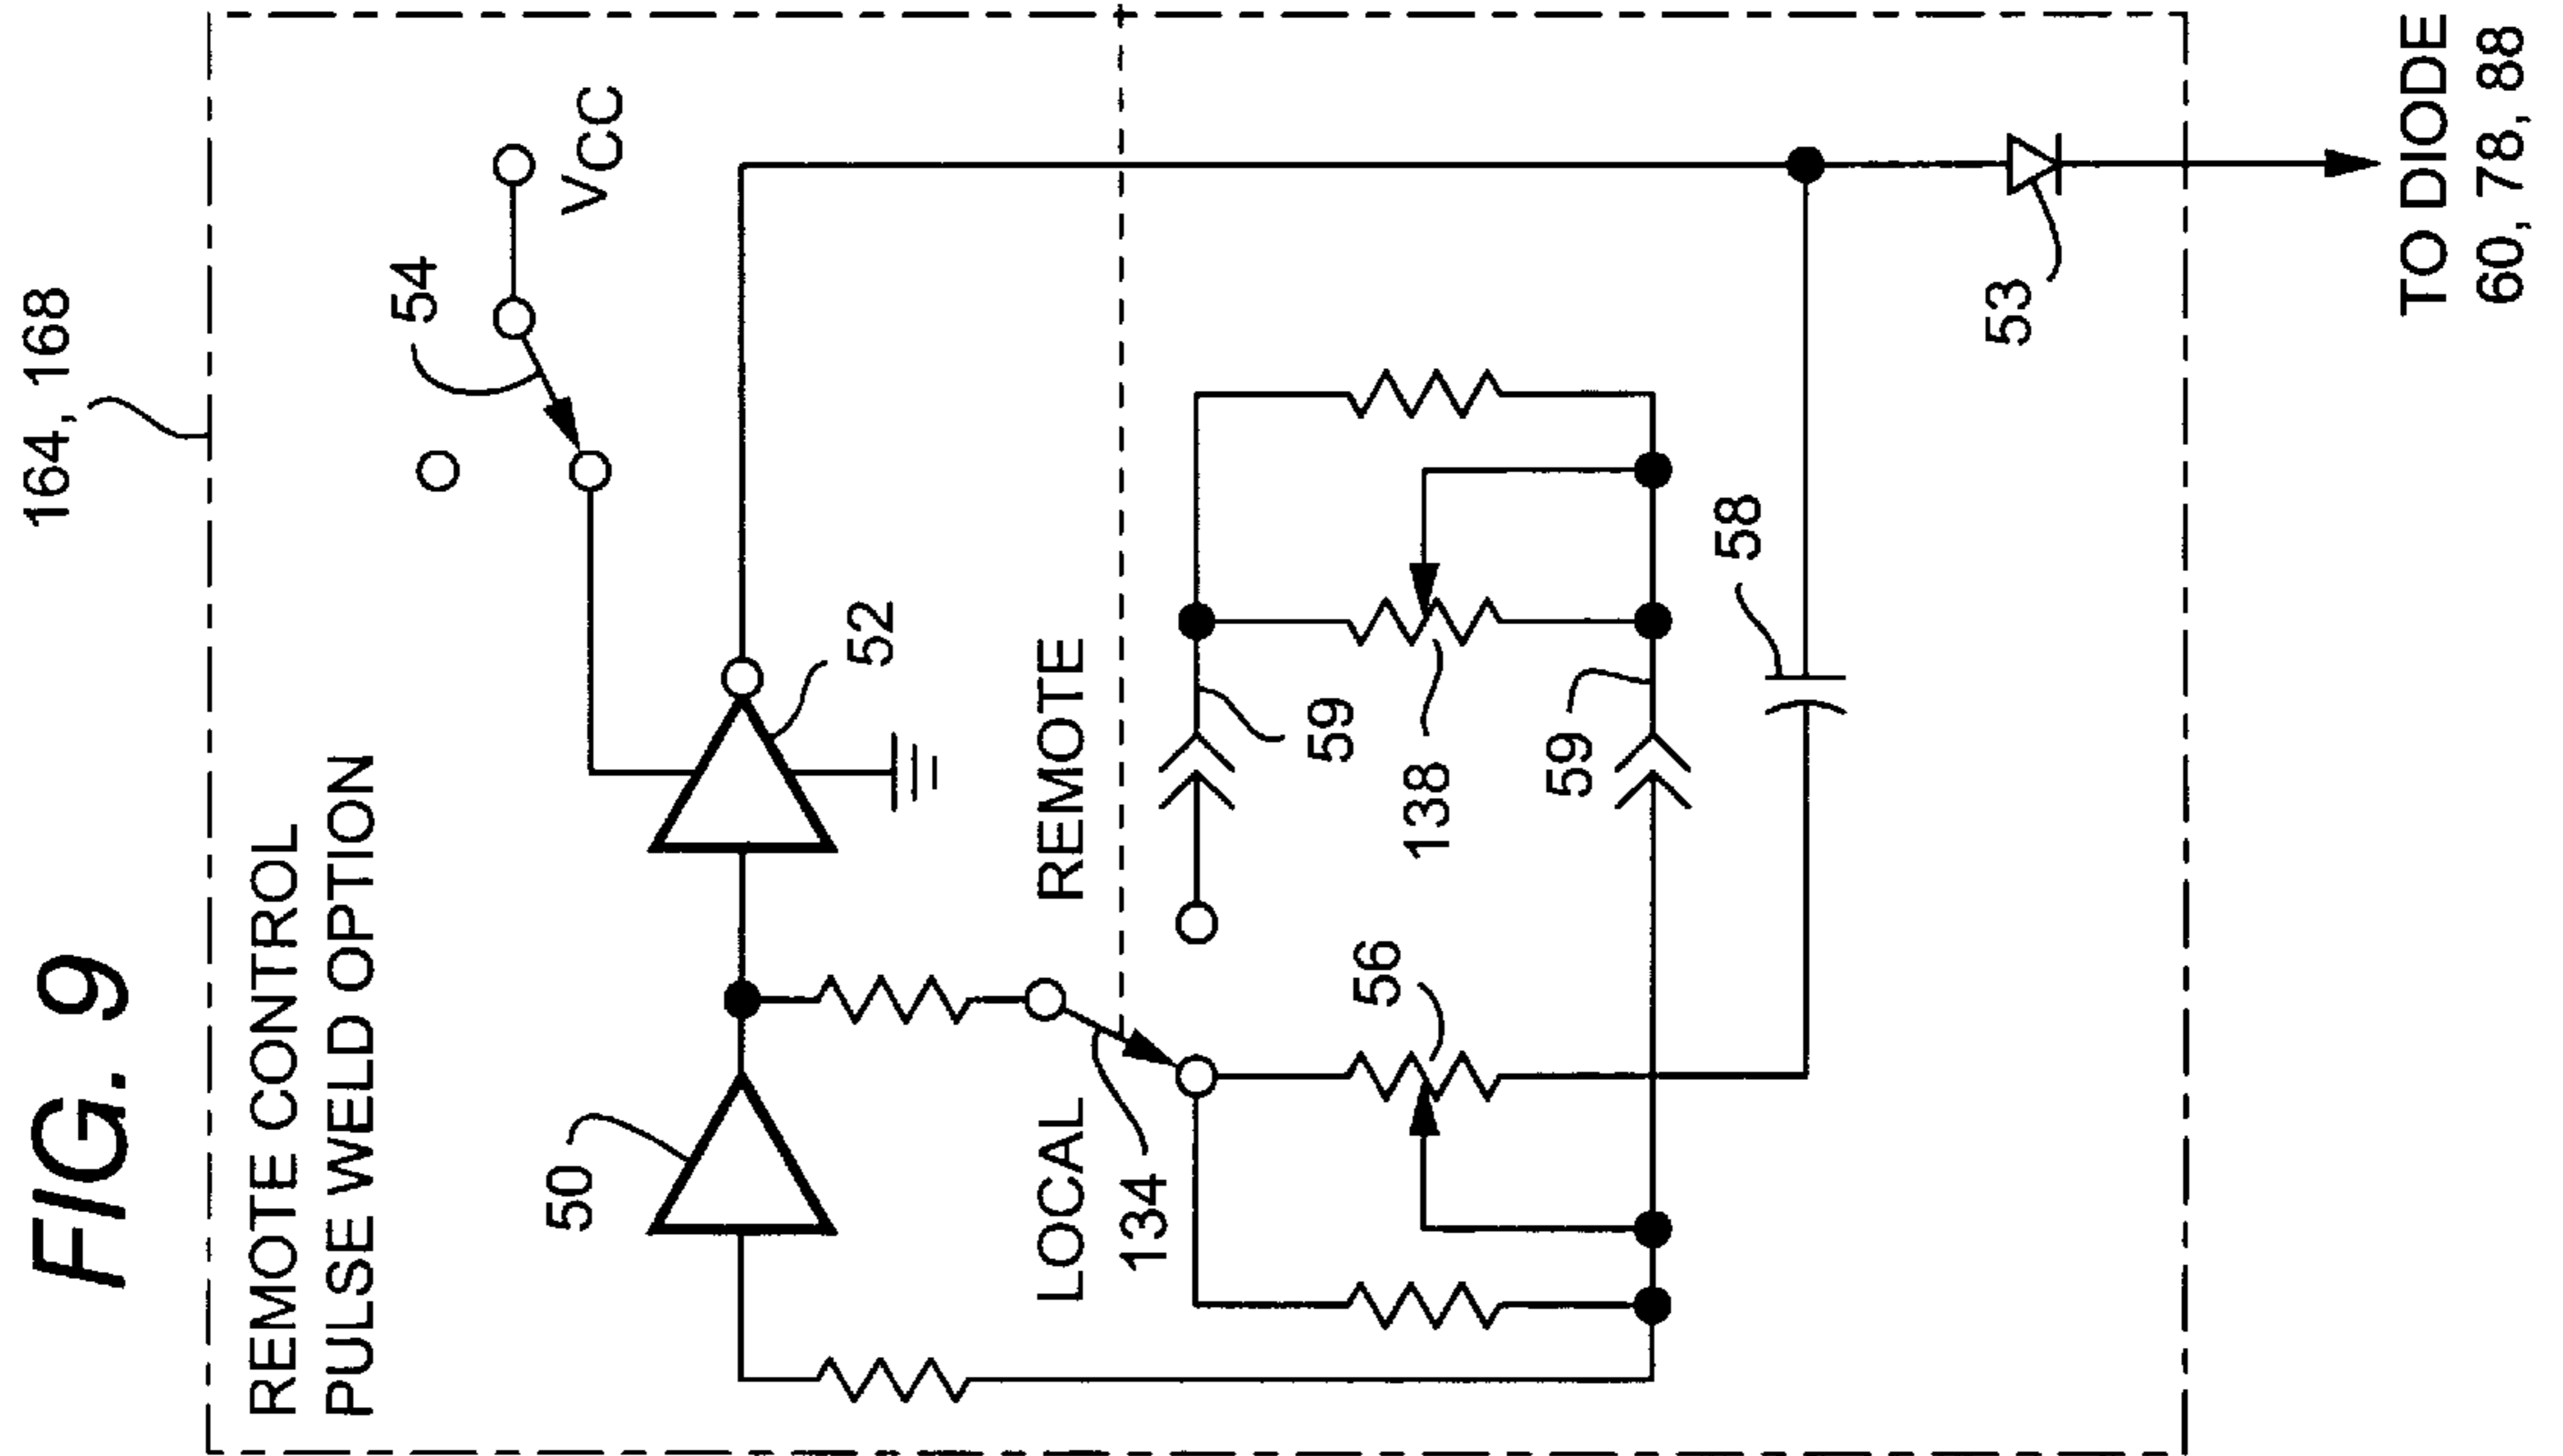 FIG. 9
164, 168
REMOTE CONTROL
PULSE WELD OPTION
54
VCC
50
52
LOCAL
REMOTE
134
56
59
138
59
58
53
TO DIODE
60, 78, 88